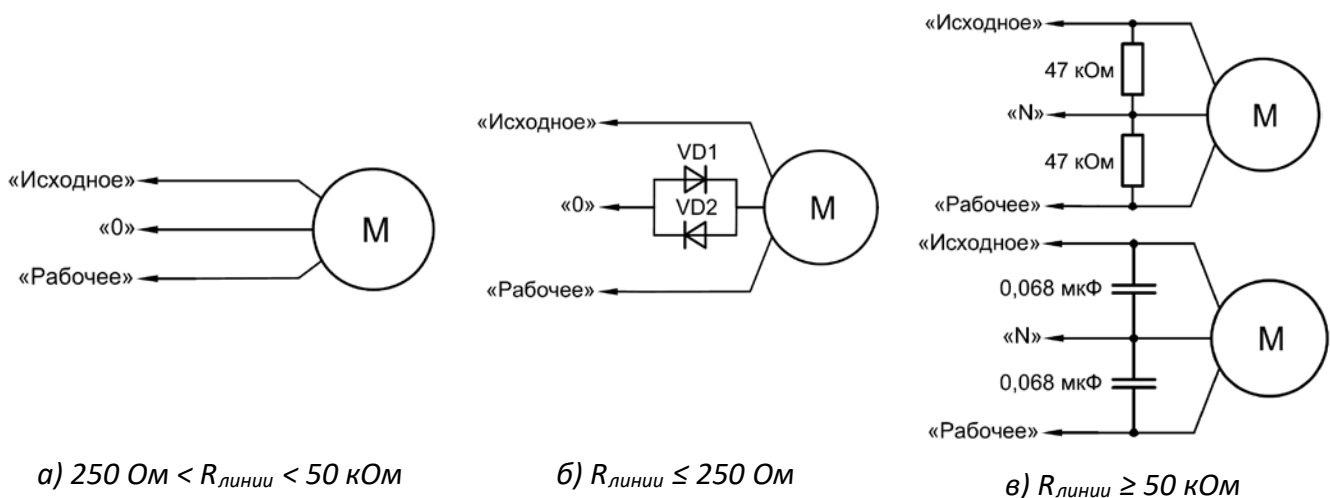 «Исходное»
«0»
«Рабочее»
М
а) 250 Ом < Rлинии < 50 кОм
«Исходное»
VD1
«0»
VD2
«Рабочее»
М
б) Rлинии ≤ 250 Ом
«Исходное»
47 кОм
«N»
47 кОм
«Рабочее»
М
«Исходное»
0,068 мкФ
«N»
0,068 мкФ
«Рабочее»
М
в) Rлинии ≥ 50 кОм